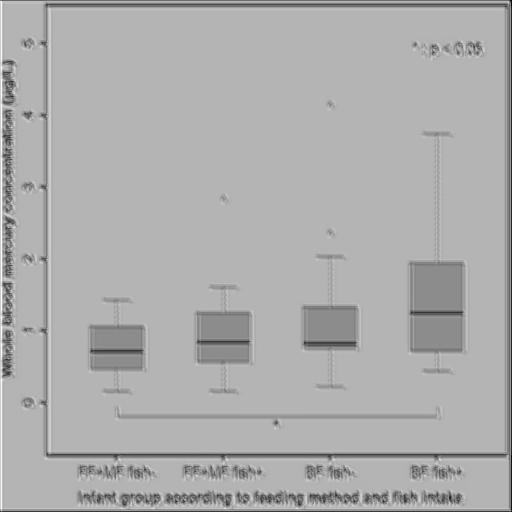 Whole blood mercury concentration (µg/L)
5
4
3
2
1
0
* : p < 0.05
*
FF+MF fish- FF+MF fish+ BF fish- BF fish+
Infant group according to feeding method and fish intake